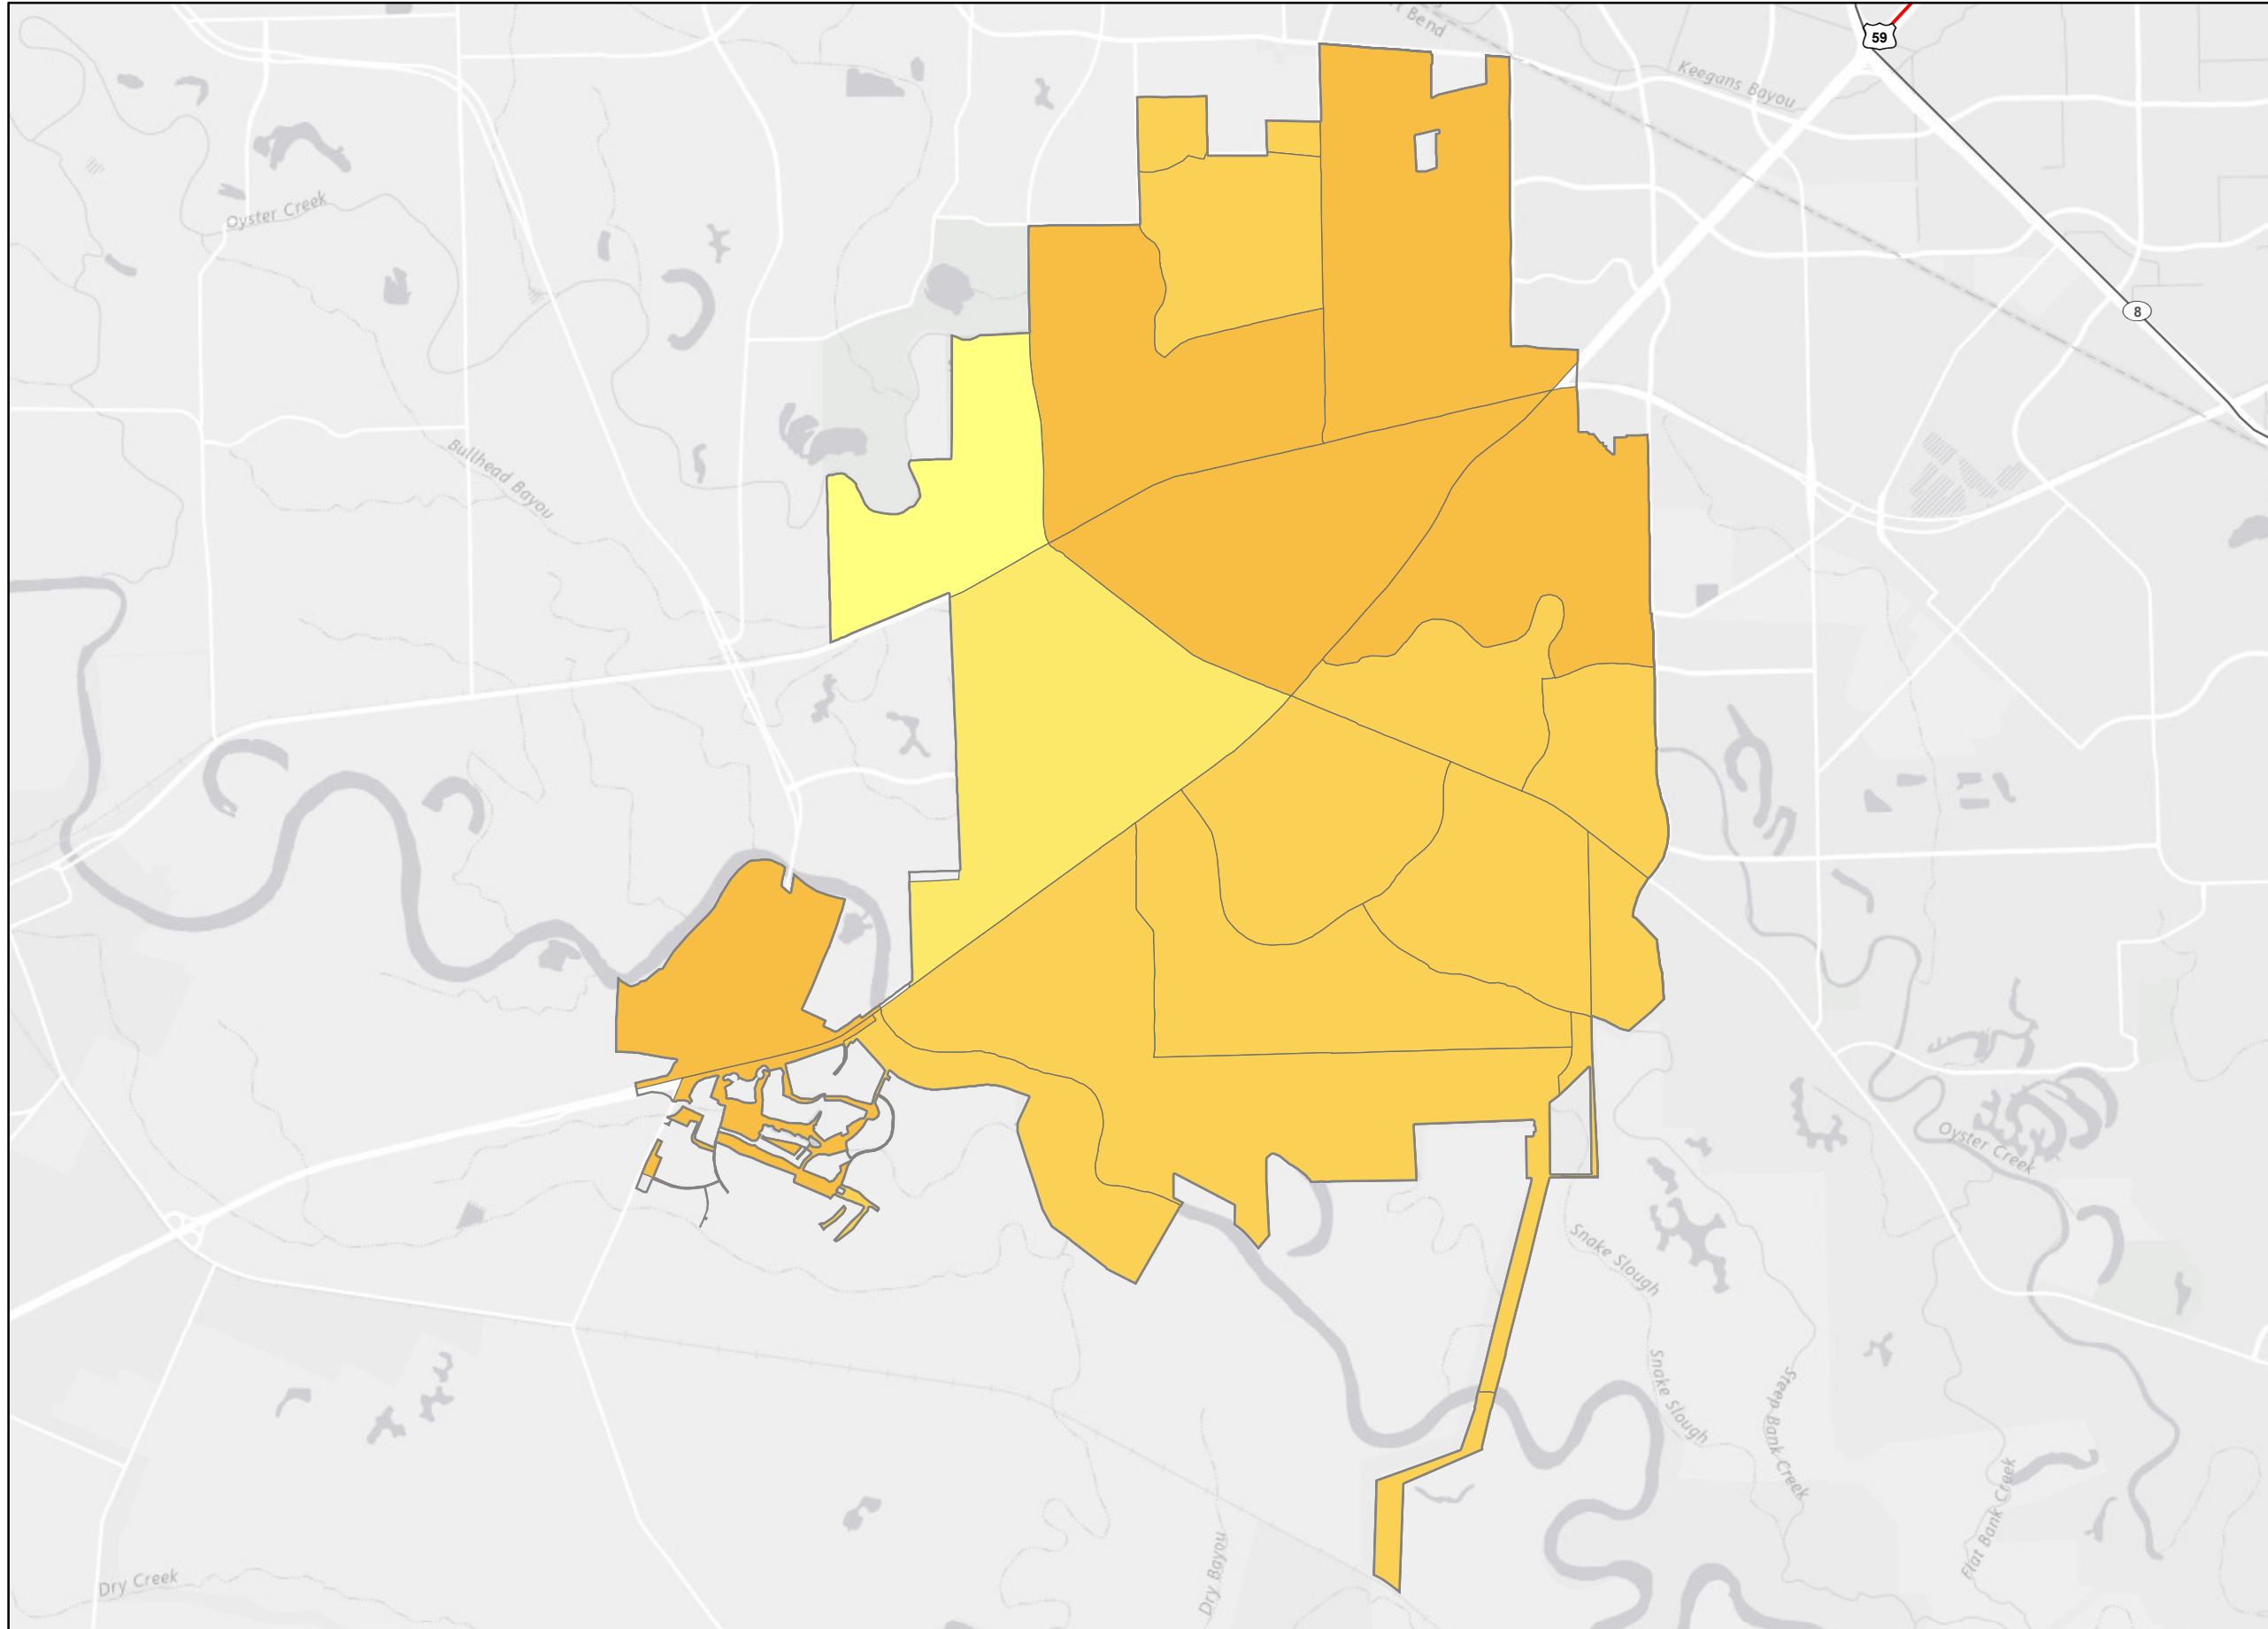 Bend
59
Keegans Bayou
Oyster Creek
8
Bullhead Bayou
Oyster Creek
Snake Slough
Snake Slough
Steep Bank Creek
Flat Bank Creek
Dry Bayou
Dry Creek